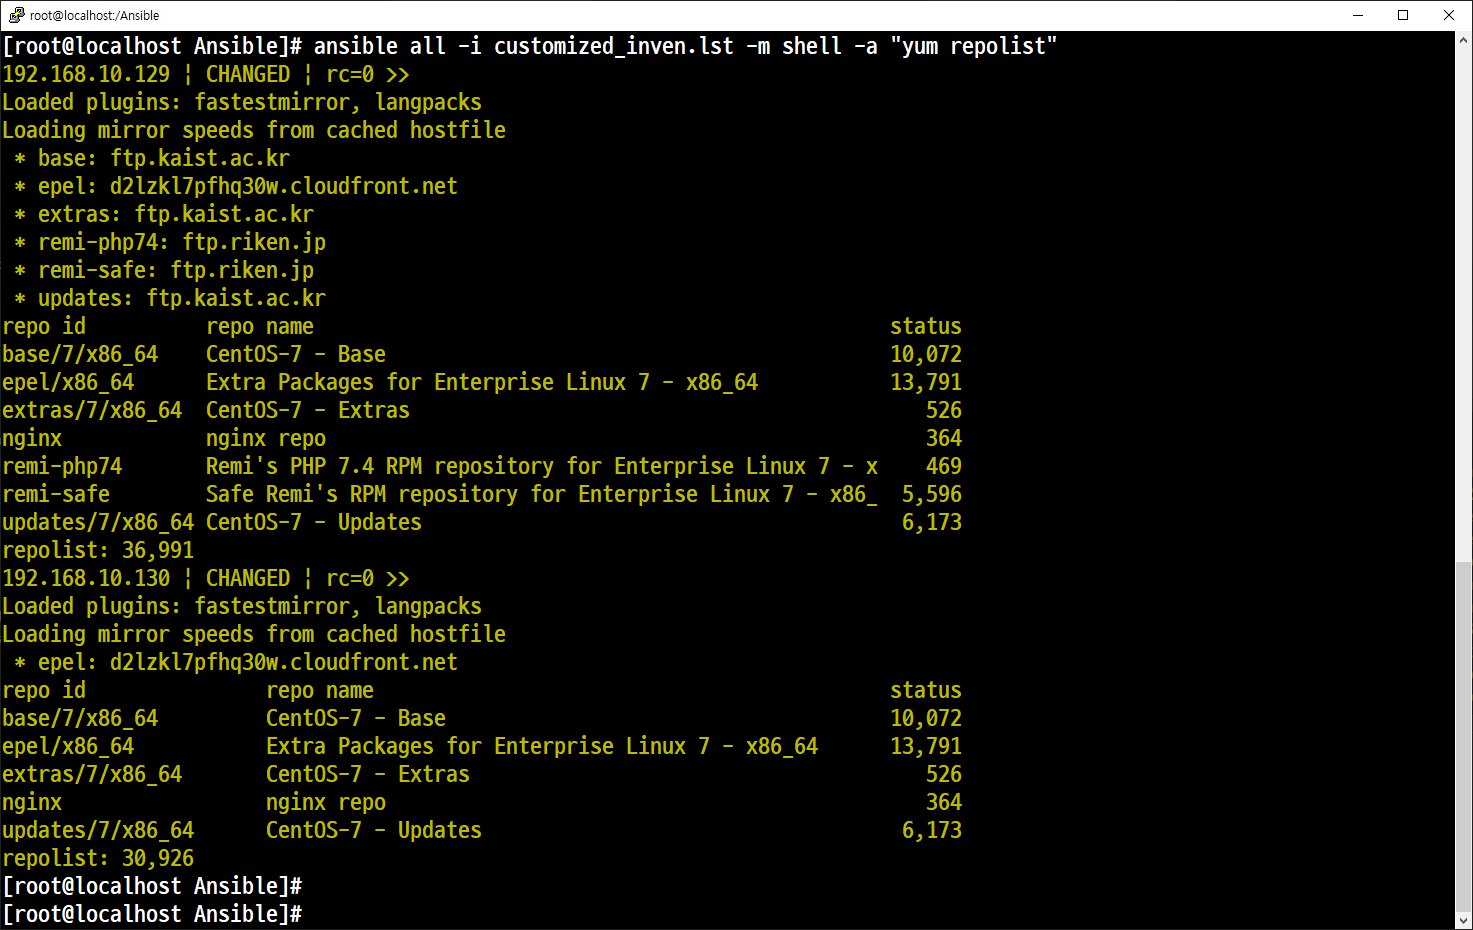 root@localhost:/Ansible
[root@localhost Ansible]# ansible all -i customized_inven.lst -m shell -a "yum repolist"
192.168.10.129 | CHANGED | rc=0 >>
Loaded plugins: fastestmirror, langpacks
Loading mirror speeds from cached hostfile
 * base: ftp.kaist.ac.kr
 * epel: d2lzkl7pfhq30w.cloudfront.net
 * extras: ftp.kaist.ac.kr
 * remi-php74: ftp.riken.jp
 * remi-safe: ftp.riken.jp
 * updates: ftp.kaist.ac.kr
repo id          repo name                                                status
base/7/x86_64    CentOS-7 - Base                                          10,072
epel/x86_64      Extra Packages for Enterprise Linux 7 - x86_64           13,791
extras/7/x86_64  CentOS-7 - Extras                                           526
nginx            nginx repo                                                  364
remi-php74       Remi's PHP 7.4 RPM repository for Enterprise Linux 7 - x    469
remi-safe        Safe Remi's RPM repository for Enterprise Linux 7 - x86_  5,596
updates/7/x86_64 CentOS-7 - Updates                                        6,173
repolist: 36,991
192.168.10.130 | CHANGED | rc=0 >>
Loaded plugins: fastestmirror, langpacks
Loading mirror speeds from cached hostfile
 * epel: d2lzkl7pfhq30w.cloudfront.net
repo id               repo name                                           status
base/7/x86_64         CentOS-7 - Base                                     10,072
epel/x86_64           Extra Packages for Enterprise Linux 7 - x86_64      13,791
extras/7/x86_64       CentOS-7 - Extras                                      526
nginx                 nginx repo                                             364
updates/7/x86_64      CentOS-7 - Updates                                   6,173
repolist: 30,926
[root@localhost Ansible]#
[root@localhost Ansible]#